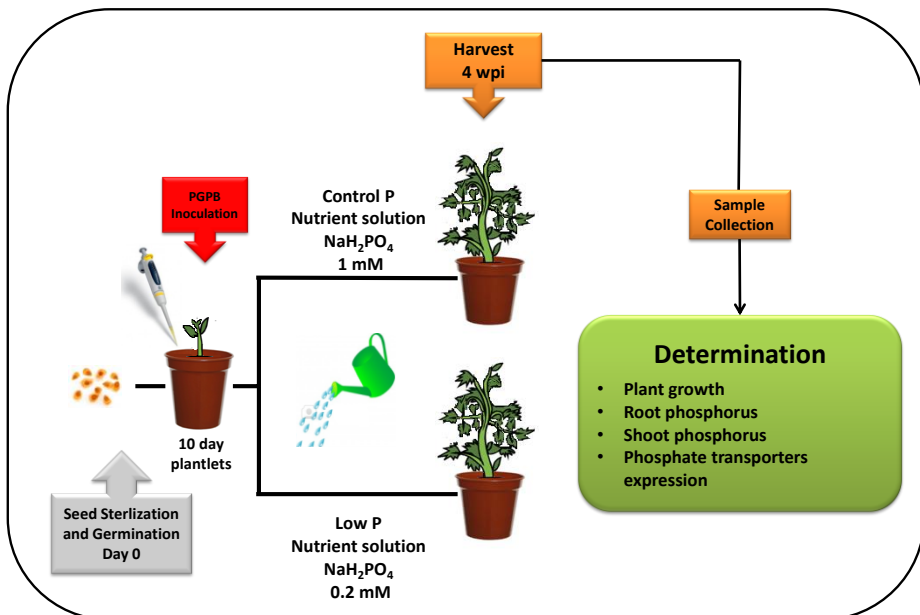 Harvest
4 wpi
PGPB
Inoculation
Control P
Nutrient solution
NaH₂PO₄
1 mM
Sample
Collection
10 day
plantlets
Seed Sterlization
and Germination
Day 0
Low P
Nutrient solution
NaH₂PO₄
0.2 mM
Determination
• Plant growth
• Root phosphorus
• Shoot phosphorus
• Phosphate transporters
expression